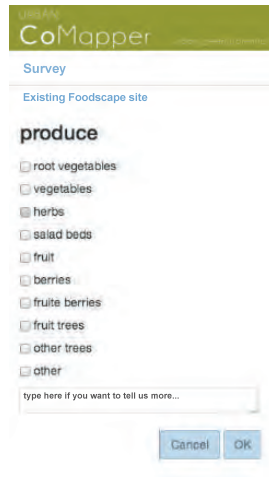 URBAN
CoMapper
Survey
Existing Foodscape site
produce
root vegetables
vegetables
herbs
salad beds
fruit
berries
fruite berries
fruit trees
other trees
other
type here if you want to tell us more...
Cancel OK